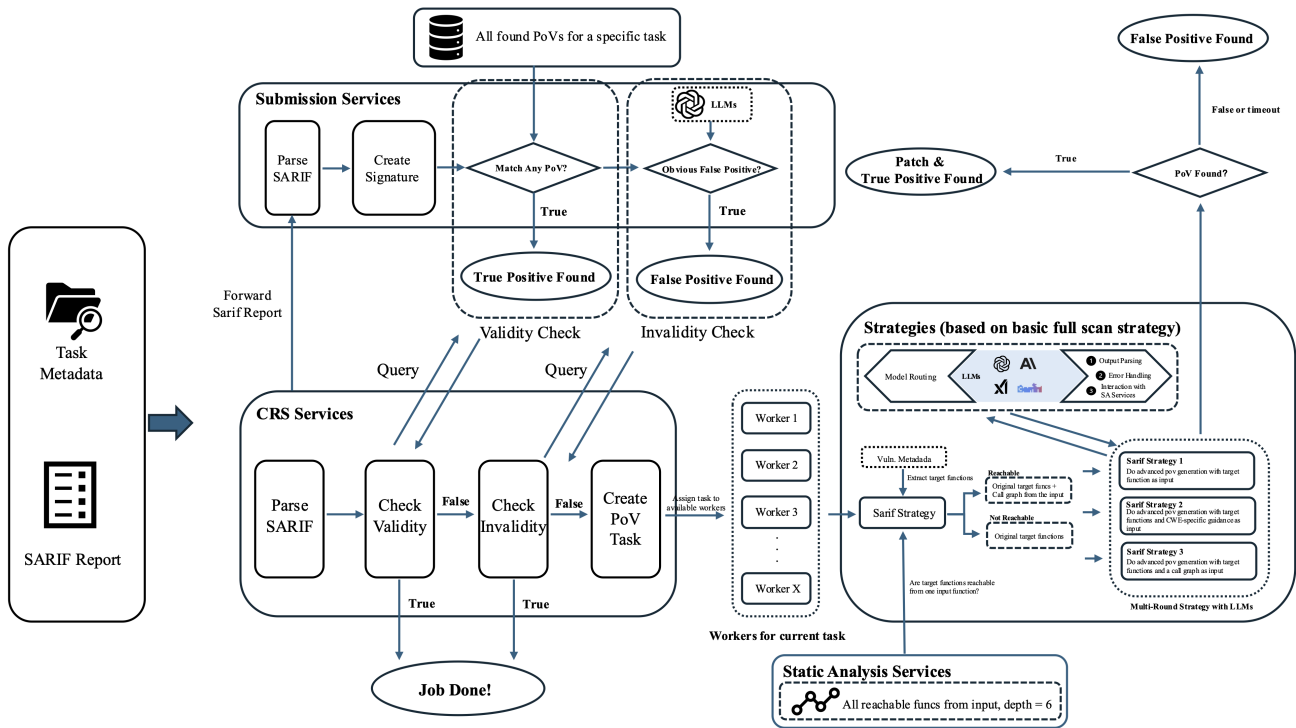 All found PoVs for a specific task
Submission Services
Parse
SARIF
Create
Signature
Match Any PoV?
LLMs
Obvious False Positive?
True
True
True Positive Found
False Positive Found
Validity Check
Invalidity Check
False Positive Found
False or timeout
True
Patch &
True Positive Found
PoV Found?
Task
Metadata
SARIF Report
Forward
Sarif Report
Query
Query
CRS Services
Parse
SARIF
Check
Validity
False
Check
Invalidity
False
Create
PoV
Task
True
True
Job Done!
Assign task to
available workers
Worker 1
Worker 2
Worker 3
.
.
.
.
Worker X
Workers for current task
Strategies (based on basic full scan strategy)
Model Routing
LLMs
AI
xI
Gemini
1 Output Parsing
2 Error Handling
3 Interaction with
SA Services
Vuln. Metadada
Extract target functions
Sarif Strategy
Reachable
Original target funcs +
Call graph from the input
Not Reachable
Original target functions
Are target functions reachable
from one input function?
Sarif Strategy 1
Do advanced pov generation with target
function as input
Sarif Strategy 2
Do advanced pov generation with target
functions and CWE-specific guidance as
input
Sarif Strategy 3
Do advanced pov generation with target
functions and a call graph as input
Multi-Round Strategy with LLMs
Static Analysis Services
All reachable funcs from input, depth = 6